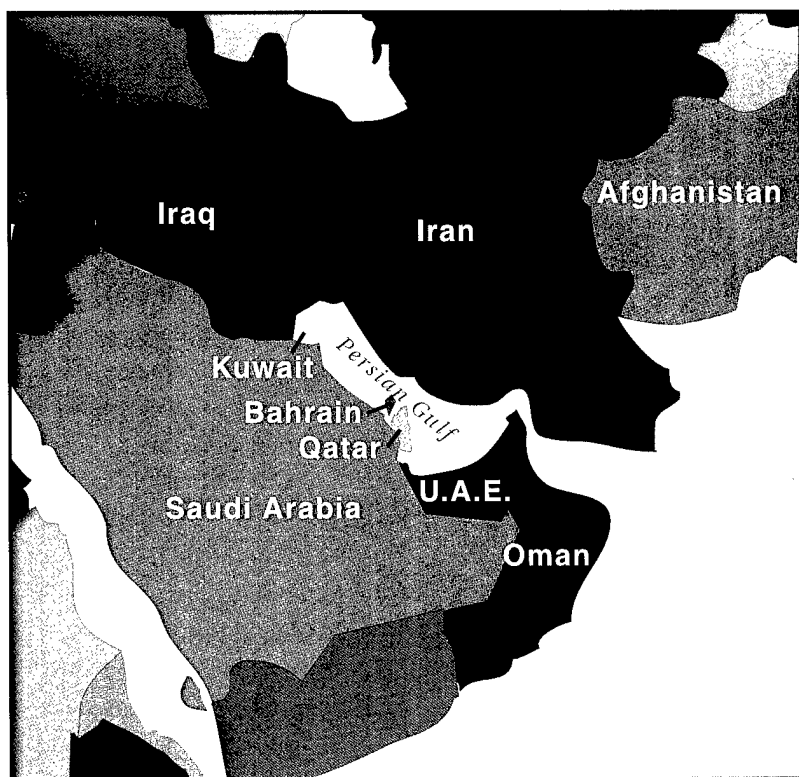 Afghanistan
Iraq
Iran
Kuwait
Persian Gulf
Bahrain
Qatar
U.A.E.
Saudi Arabia
Oman